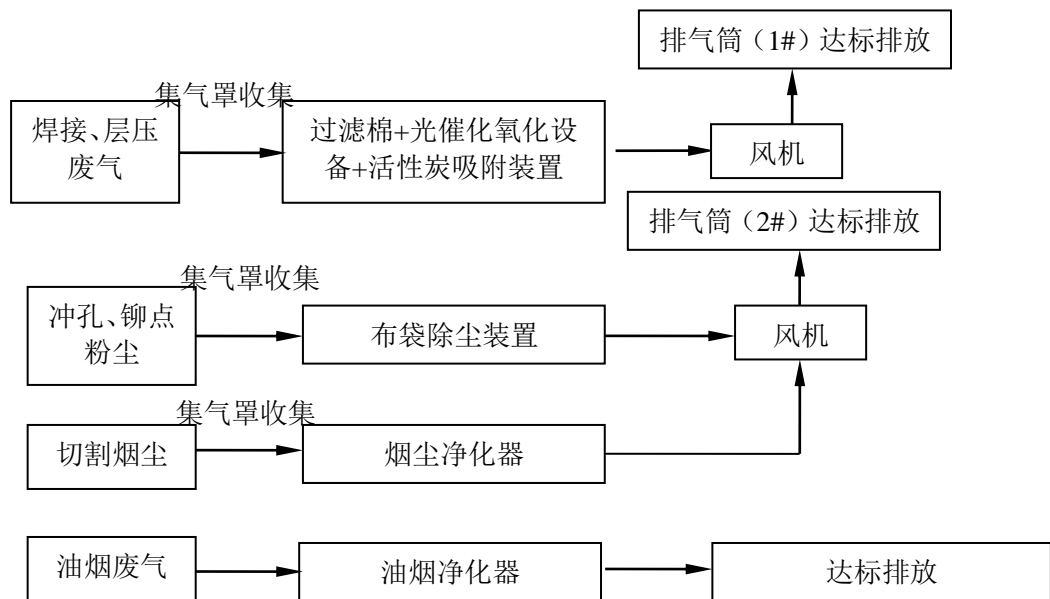 排气筒（1#）达标排放
集气罩收集
焊接、层压
废气
过滤棉+光催化氧化设
备+活性炭吸附装置
风机
排气筒（2#）达标排放
集气罩收集
冲孔、铆点
粉尘
布袋除尘装置
风机
集气罩收集
切割烟尘
烟尘净化器
油烟废气
油烟净化器
达标排放